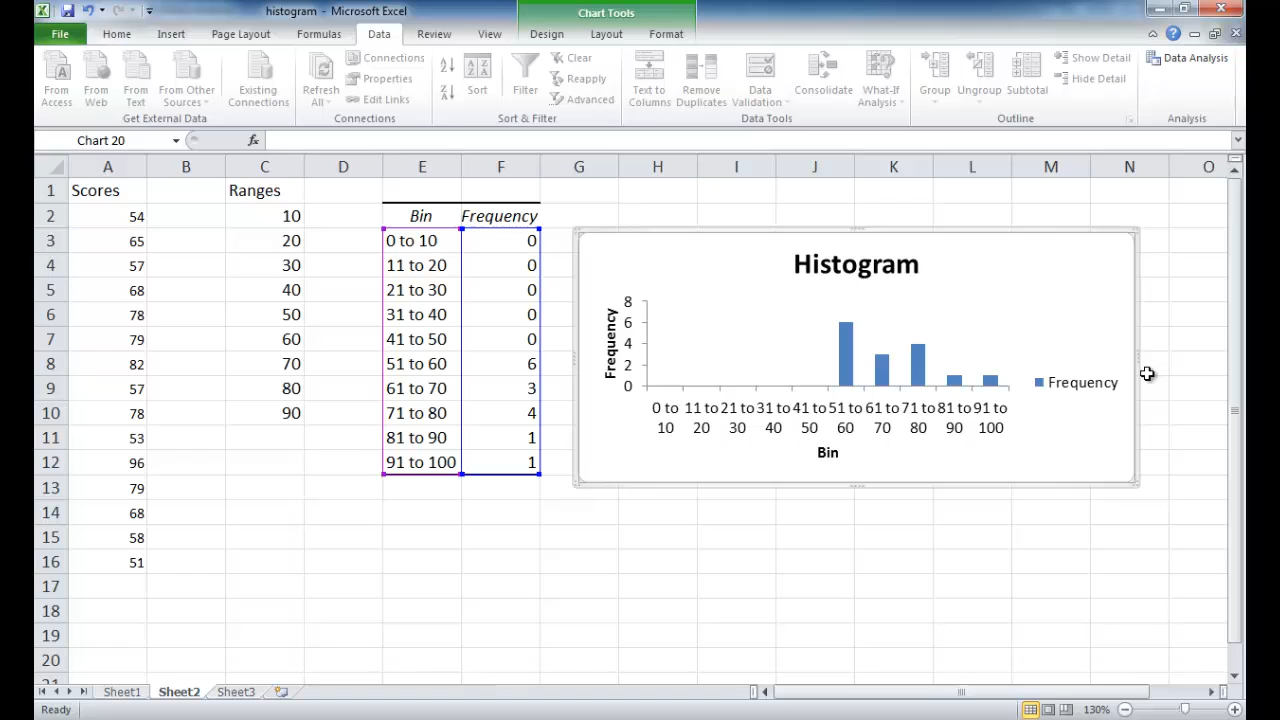 histogram - Microsoft Excel
Chart Tools
File Home Insert Page Layout Formulas Data Review View Design Layout Format
From Access
From Web
From Text
From Other Sources
Existing Connections
Get External Data
Refresh All
Connections
Properties
Edit Links
Connections
Sort
Filter
Clear
Reapply
Advanced
Sort & Filter
Text to Columns
Remove Duplicates
Data Validation
Consolidate
What-If Analysis
Data Tools
Group
Ungroup
Subtotal
Show Detail
Hide Detail
Outline
Data Analysis
Analysis
Chart 20 fx
A B C D E F G H I J K L M N O
1 Scores Ranges
2 54 10 Bin Frequency
3 65 20 0 to 10 0
4 57 30 11 to 20 0
5 68 40 21 to 30 0
6 78 50 31 to 40 0
7 79 60 41 to 50 0
8 82 70 51 to 60 6
9 57 80 61 to 70 3
10 78 90 71 to 80 4
11 53 81 to 90 1
12 96 91 to 100 1
13 79
14 68
15 58
16 51
17
18
19
20
Histogram
Frequency
8
6
4
2
0
0 to 10
11 to 20
21 to 30
31 to 40
41 to 50
51 to 60
61 to 70
71 to 80
81 to 90
91 to 100
Bin
Frequency
Sheet1 Sheet2 Sheet3
Ready 130%